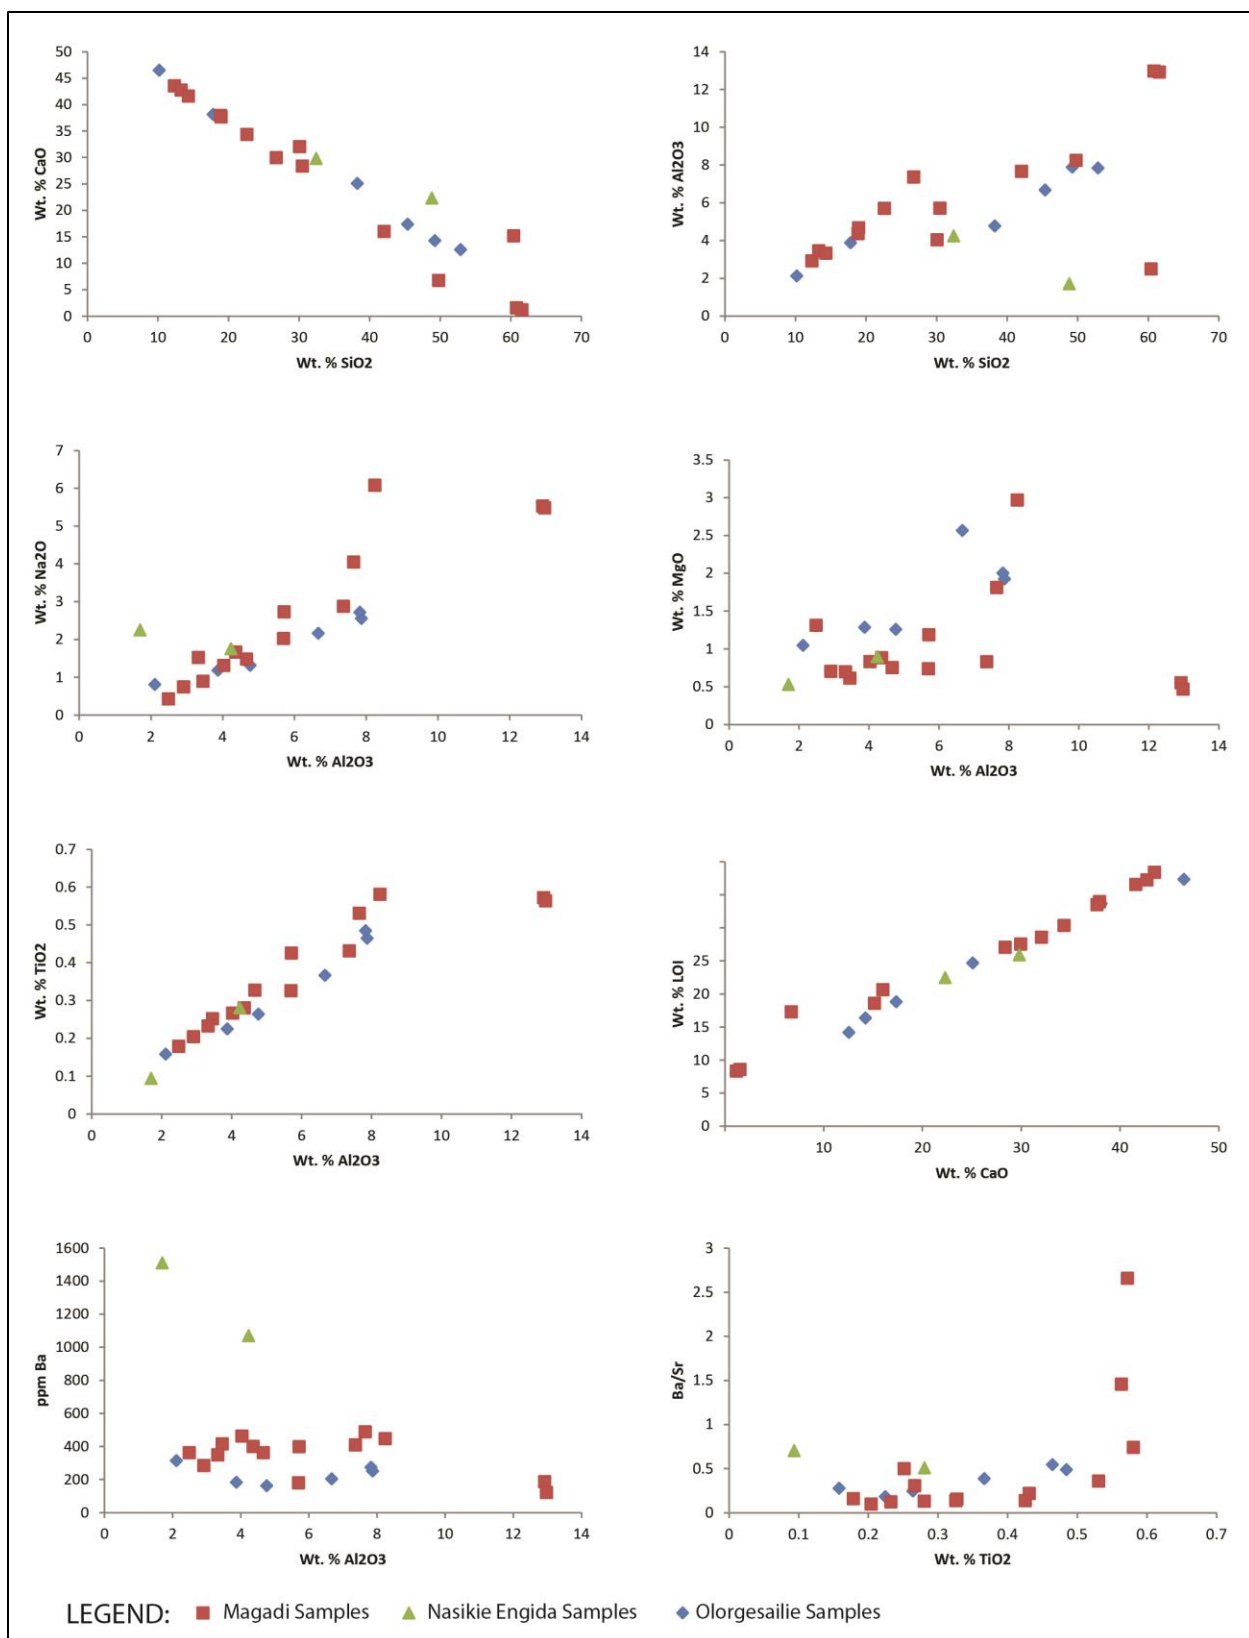 50
45
40
35
30
25
20
15
10
5
0
Wt. % CaO
0 10 20 30 40 50 60 70
Wt. % SiO2
14
12
10
8
6
4
2
0
Wt. % Al2O3
0 10 20 30 40 50 60 70
Wt. % SiO2
7
6
5
4
3
2
1
0
Wt. % Na2O
0 2 4 6 8 10 12 14
Wt. % Al2O3
3.5
3
2.5
2
1.5
1
0.5
0
Wt. % MgO
0 2 4 6 8 10 12 14
Wt. % Al2O3
0.7
0.6
0.5
0.4
0.3
0.2
0.1
0
Wt. % TiO2
0 2 4 6 8 10 12 14
Wt. % Al2O3
25
20
15
10
5
0
Wt. % LOI
10 20 30 40 50
Wt. % CaO
1600
1400
1200
1000
800
600
400
200
0
ppm Ba
0 2 4 6 8 10 12 14
Wt. % Al2O3
3
2.5
2
1.5
1
0.5
0
Ba/Sr
0 0.1 0.2 0.3 0.4 0.5 0.6 0.7
Wt. % TiO2
LEGEND: Magadi Samples Nasikie Engida Samples Olorgesailie Samples